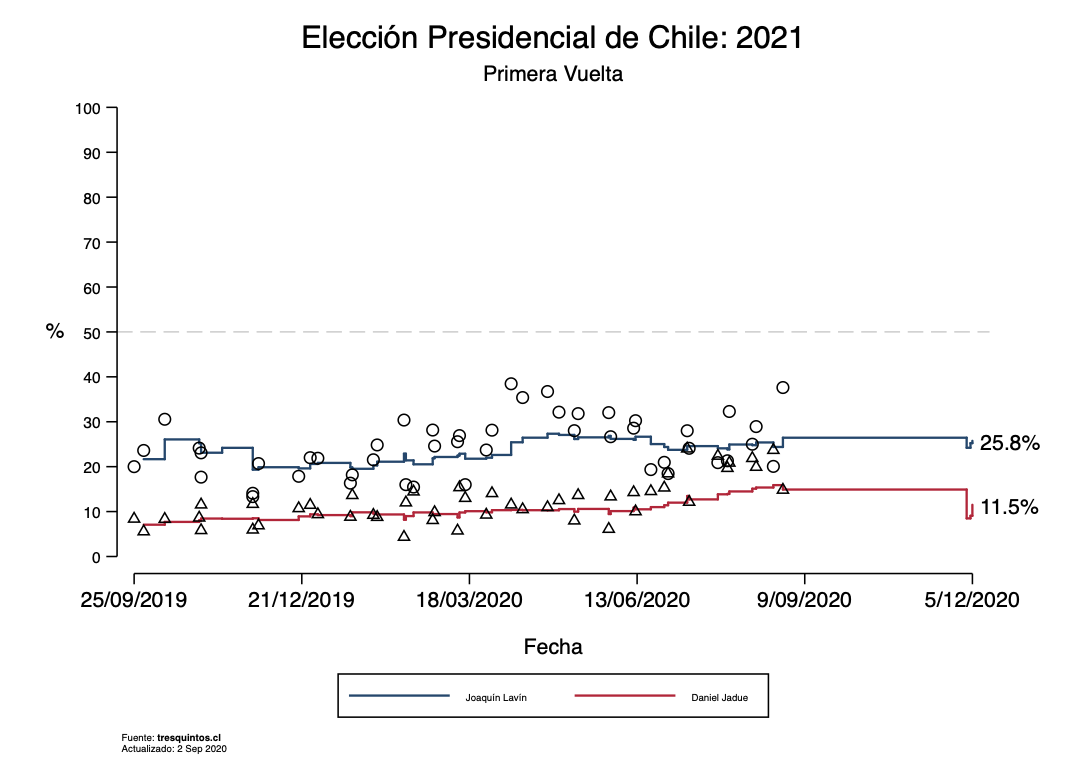 Elección Presidencial de Chile: 2021
Primera Vuelta
100
90
80
70
60
%
50
40
30
20
10
0
25.8%
11.5%
25/09/2019 21/12/2019 18/03/2020 13/06/2020 9/09/2020 5/12/2020
Fecha
Joaquín Lavín Daniel Jadue
Fuente: tresquintos.cl
Actualizado: 2 Sep 2020